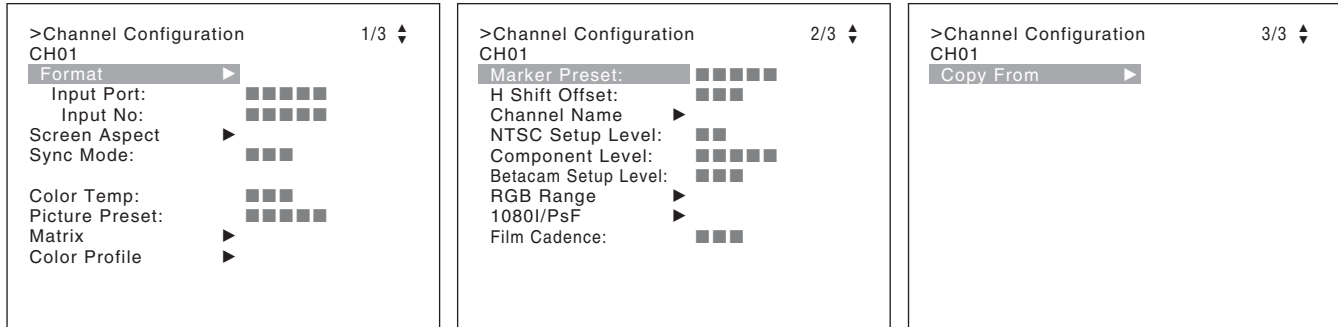 >Channel Configuration 1/3
CH01
Format ▶
Input Port: ■■■■■
Input No: ■■■■■
Screen Aspect ▶
Sync Mode: ■■■
Color Temp: ■■■
Picture Preset: ■■■■■
Matrix ▶
Color Profile ▶
>Channel Configuration 2/3
CH01
Marker Preset: ■■■■■
H Shift Offset: ■■■
Channel Name ▶
NTSC Setup Level: ■■
Component Level: ■■■■■
Betacam Setup Level: ■■■
RGB Range ▶
1080I/PsF ▶
Film Cadence: ■■■
>Channel Configuration 3/3
CH01
Copy From ▶